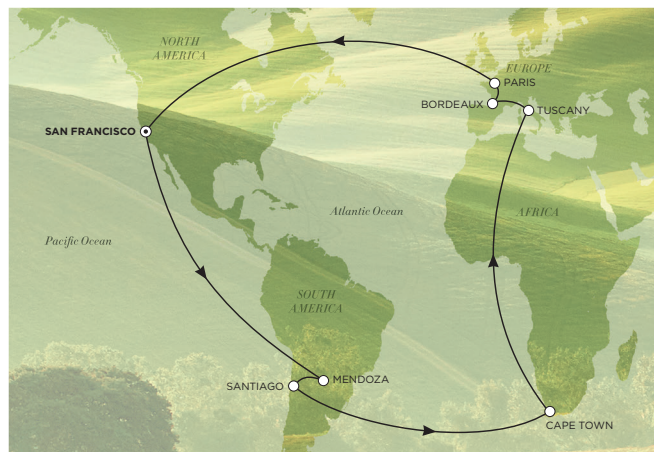 NORTH
AMERICA
EUROPE
PARIS
BORDEAUX
TUSCANY
SAN FRANCISCO
Atlantic Ocean
AFRICA
Pacific Ocean
SOUTH
AMERICA
SANTIAGO
MENDOZA
CAPE TOWN